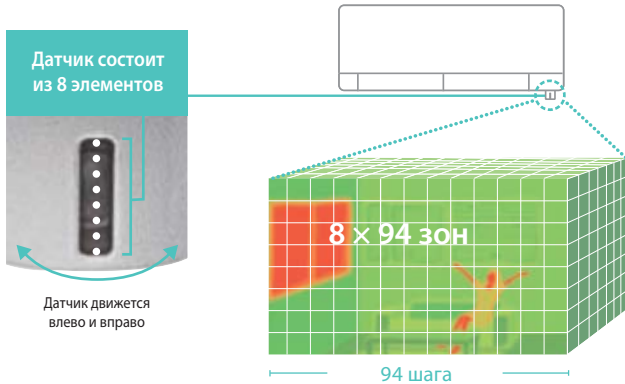 Датчик состоит
из 8 элементов
8 × 94 зон
Датчик движется
влево и вправо
94 шага